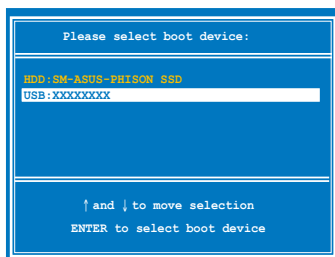 Please select boot device:
HDD:SM-ASUS-PHISON SSD
USB:XXXXXXXX
↑and ↓to move selection
ENTER to select boot device